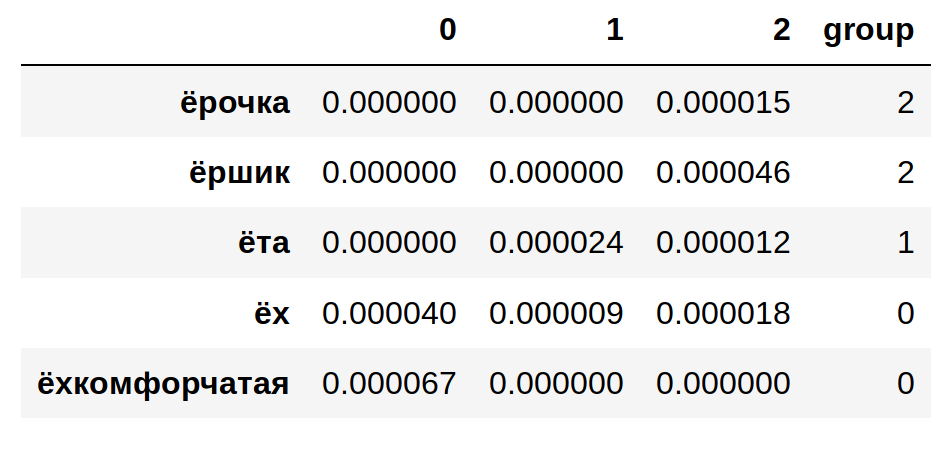 0 1 2 group
ёрочка 0.000000 0.000000 0.000015 2
ёршик 0.000000 0.000000 0.000046 2
ёта 0.000000 0.000024 0.000012 1
ёх 0.000040 0.000009 0.000018 0
ёхкомфорчатая 0.000067 0.000000 0.000000 0